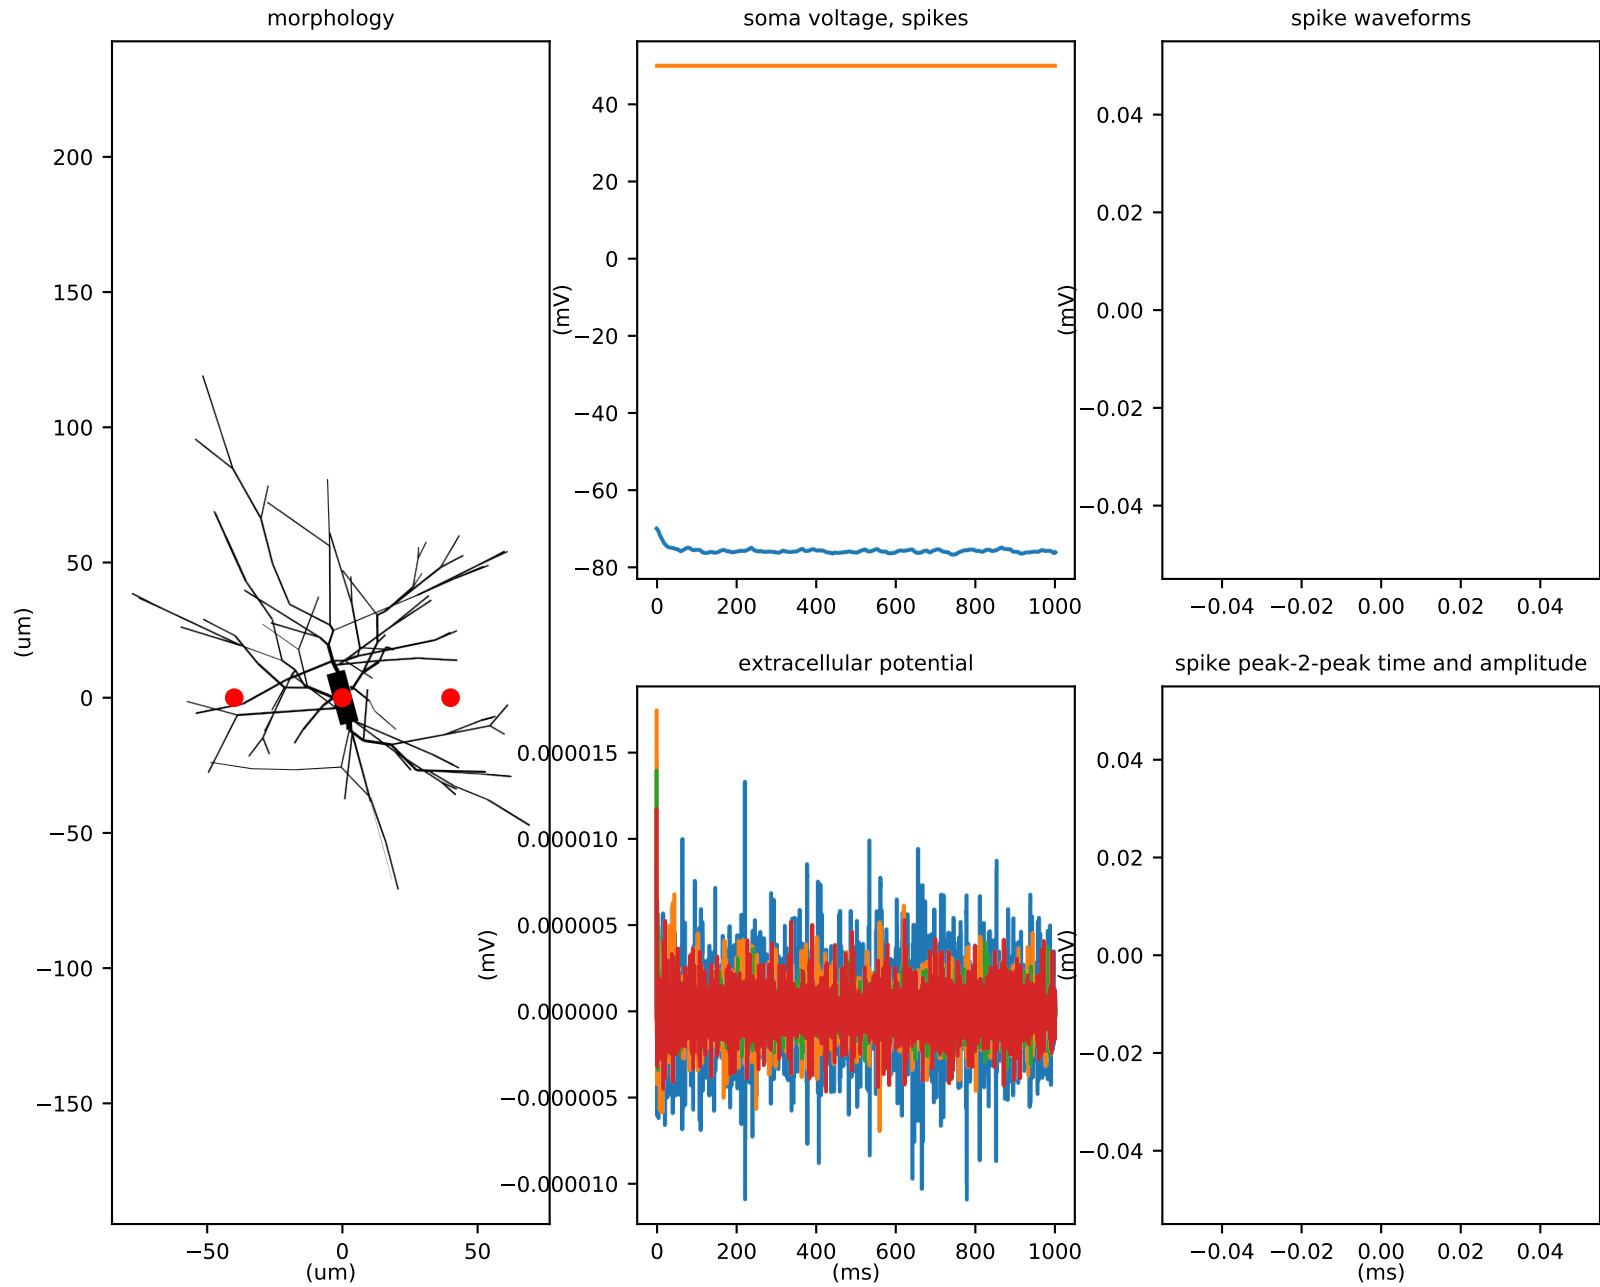 morphology
200
150
100
50
0
−50
−100
−150
(um)
−50 0 50
(um)
soma voltage, spikes
40
20
0
−20
−40
−60
−80
(mV)
0 200 400 600 800 1000
spike waveforms
0.04
0.02
0.00
−0.02
−0.04
(mV)
−0.04 −0.02 0.00 0.02 0.04
extracellular potential
0.000015
0.000010
0.000005
0.000000
−0.000005
−0.000010
(mV)
0 200 400 600 800 1000
(ms)
spike peak-2-peak time and amplitude
0.04
0.02
0.00
−0.02
−0.04
(mV)
−0.04 −0.02 0.00 0.02 0.04
(ms)